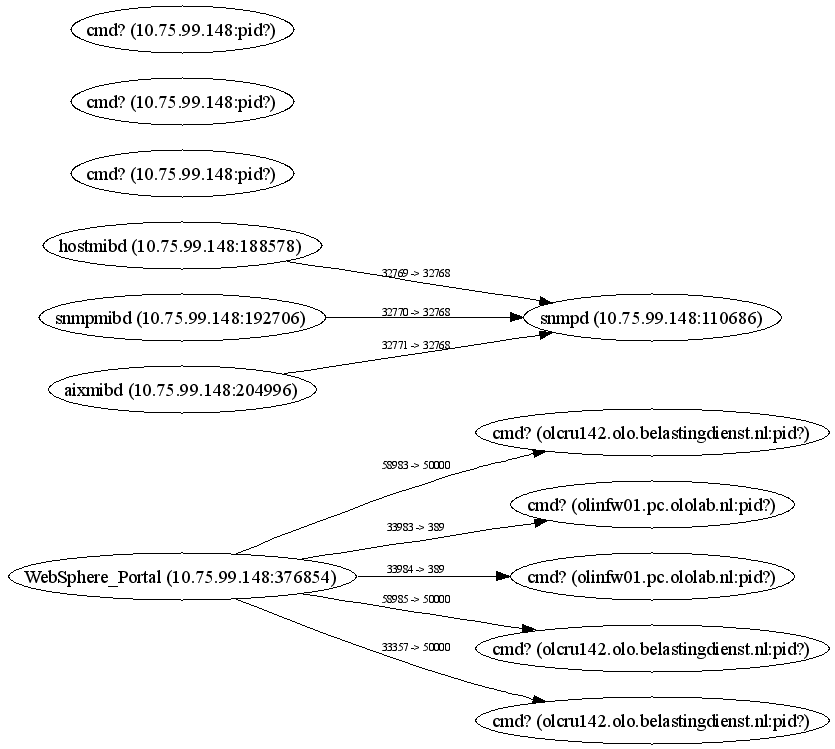 cmd? (10.75.99.148:pid?)
cmd? (10.75.99.148:pid?)
cmd? (10.75.99.148:pid?)
hostmibd (10.75.99.148:188578)
32769 -> 32768
snmpmibd (10.75.99.148:192706)
32770 -> 32768
snmpd (10.75.99.148:110686)
32771 -> 32768
aixmibd (10.75.99.148:204996)
cmd? (olcru142.olo.belastingdienst.nl:pid?)
58983 -> 50000
cmd? (olinfw01.pc.ololab.nl:pid?)
33983 -> 389
WebSphere_Portal (10.75.99.148:376854)
33984 -> 389
cmd? (olinfw01.pc.ololab.nl:pid?)
58985 -> 50000
cmd? (olcru142.olo.belastingdienst.nl:pid?)
33357 -> 50000
cmd? (olcru142.olo.belastingdienst.nl:pid?)